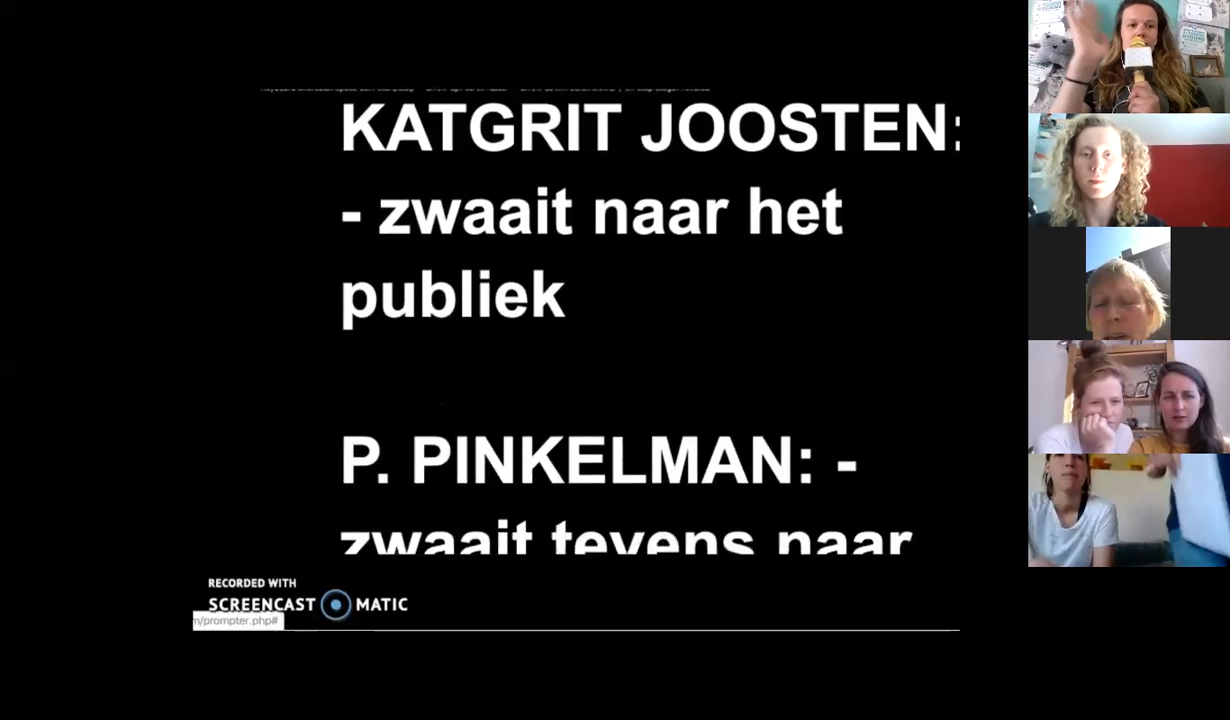 KATGRIT JOOSTEN:
- zwaait naar het
publiek
P. PINKELMAN: -
zwaait tevens naar
RECORDED WITH
SCREENCAST MATIC
m/prompter.php#